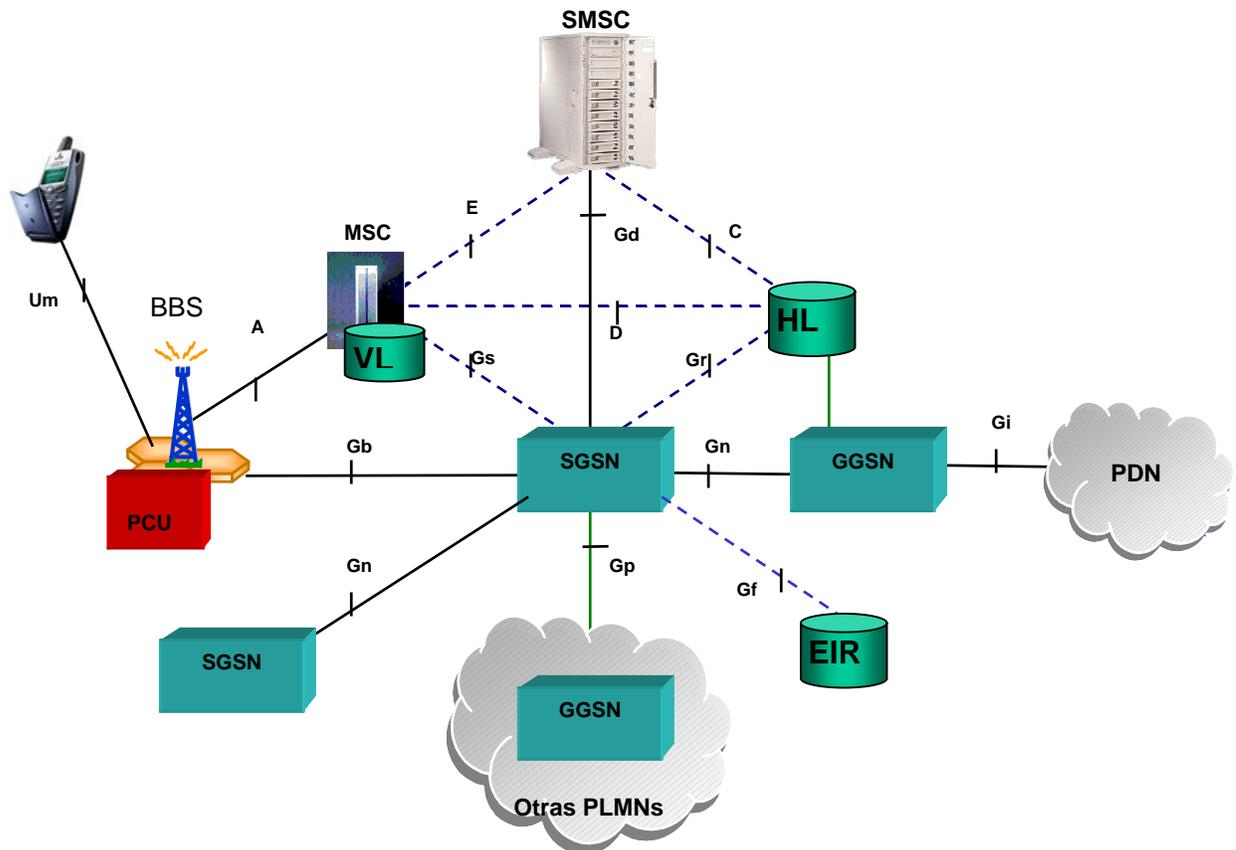 SMSC
E
Gd
C
MSC
Um
BBS
A
HL
D
VL
Gs
Gr
Gi
Gb
SGSN
Gn
GGSN
PDN
PCU
Gn
Gp
Gf
SGSN
EIR
GGSN
Otras PLMNs